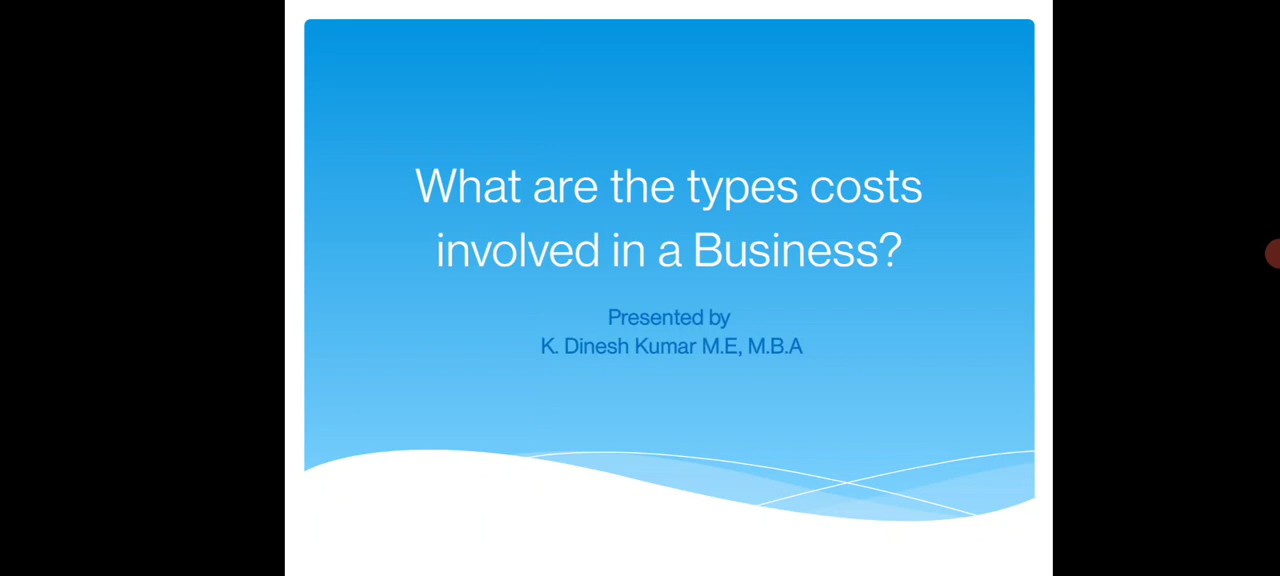 What are the types costs
involved in a Business?
Presented by
K. Dinesh Kumar M.E, M.B.A